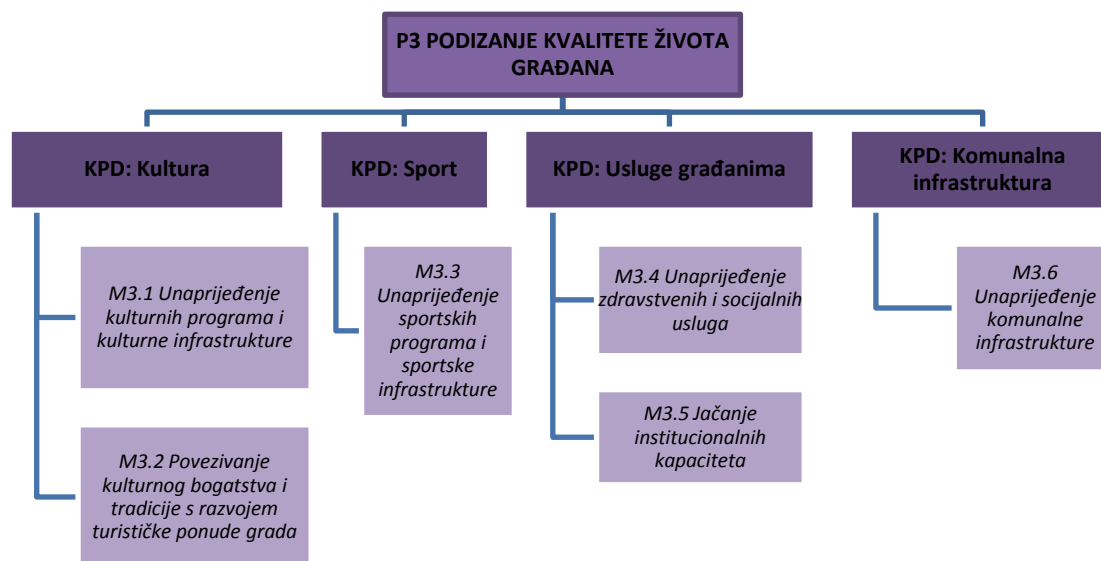 P3 PODIZANJE KVALITETE ŽIVOTA
GRAĐANA
KPD: Kultura
KPD: Sport
KPD: Usluge građanima
KPD: Komunalna
infrastruktura
M3.1 Unaprijeđenje
kulturnih programa i
kulturne infrastrukture
M3.2 Povezivanje
kulturnog bogatstva i
tradicije s razvojem
turističke ponude grada
M3.3
Unaprijeđenje
sportskih
programa i
sportske
infrastrukture
M3.4 Unaprijeđenje
zdravstvenih i socijalnih
usluga
M3.5 Jačanje
institucionalnih
kapaciteta
M3.6
Unaprijeđenje
komunalne
infrastrukture